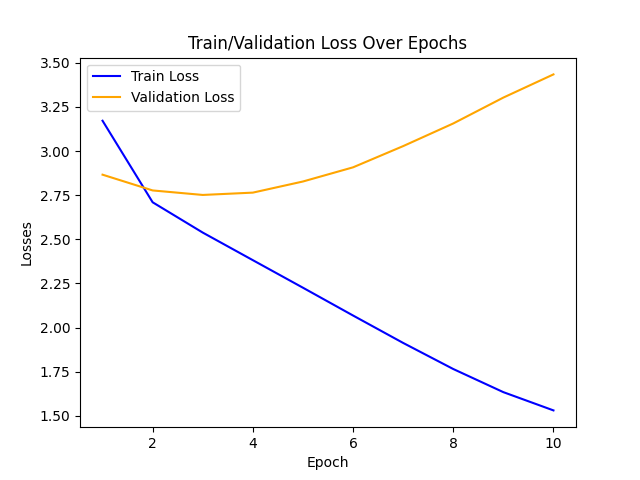 Train/Validation Loss Over Epochs
Train Loss
Validation Loss
3.50
3.25
3.00
2.75
2.50
2.25
2.00
1.75
1.50
Losses
2 4 6 8 10
Epoch